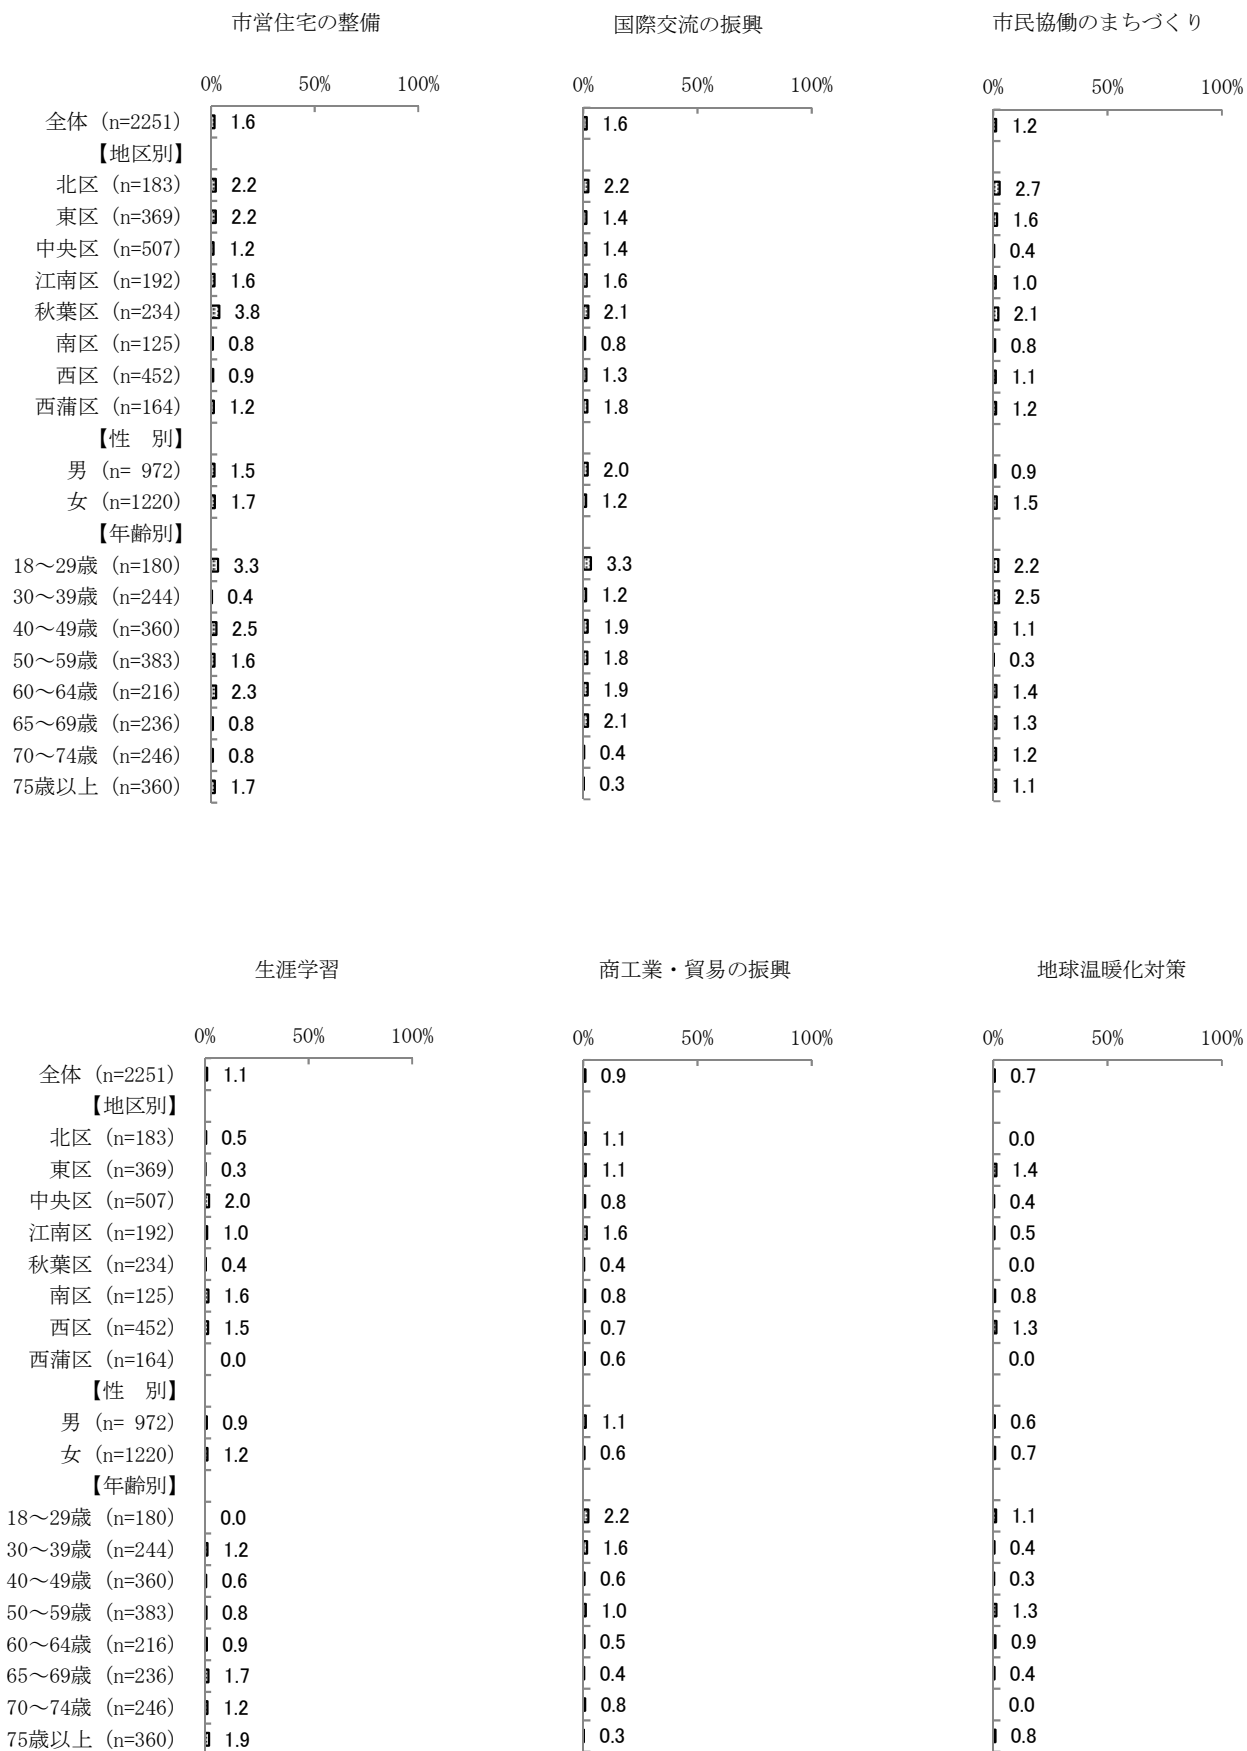 市営住宅の整備 国際交流の振興 市民協働のまちづくり
0% 50% 100% 0% 50% 100% 0% 50% 100%
全体 (n=2251) 1.6 1.6 1.2
【地区別】
北区 (n=183) 2.2 2.2 2.7
東区 (n=369) 2.2 1.4 1.6
中央区 (n=507) 1.2 1.4 0.4
江南区 (n=192) 1.6 1.6 1.0
秋葉区 (n=234) 3.8 2.1 2.1
南区 (n=125) 0.8 0.8 0.8
西区 (n=452) 0.9 1.3 1.1
西蒲区 (n=164) 1.2 1.8 1.2
【性　別】
男 (n= 972) 1.5 2.0 0.9
女 (n=1220) 1.7 1.2 1.5
【年齢別】
18～29歳 (n=180) 3.3 3.3 2.2
30～39歳 (n=244) 0.4 1.2 2.5
40～49歳 (n=360) 2.5 1.9 1.1
50～59歳 (n=383) 1.6 1.8 0.3
60～64歳 (n=216) 2.3 1.9 1.4
65～69歳 (n=236) 0.8 2.1 1.3
70～74歳 (n=246) 0.8 0.4 1.2
75歳以上 (n=360) 1.7 0.3 1.1
生涯学習 商工業・貿易の振興 地球温暖化対策
0% 50% 100% 0% 50% 100% 0% 50% 100%
全体 (n=2251) 1.1 0.9 0.7
【地区別】
北区 (n=183) 0.5 1.1 0.0
東区 (n=369) 0.3 1.1 1.4
中央区 (n=507) 2.0 0.8 0.4
江南区 (n=192) 1.0 1.6 0.5
秋葉区 (n=234) 0.4 0.4 0.0
南区 (n=125) 1.6 0.8 0.8
西区 (n=452) 1.5 0.7 1.3
西蒲区 (n=164) 0.0 0.6 0.0
【性　別】
男 (n= 972) 0.9 1.1 0.6
女 (n=1220) 1.2 0.6 0.7
【年齢別】
18～29歳 (n=180) 0.0 2.2 1.1
30～39歳 (n=244) 1.2 1.6 0.4
40～49歳 (n=360) 0.6 0.6 0.3
50～59歳 (n=383) 0.8 1.0 1.3
60～64歳 (n=216) 0.9 0.5 0.9
65～69歳 (n=236) 1.7 0.4 0.4
70～74歳 (n=246) 1.2 0.8 0.0
75歳以上 (n=360) 1.9 0.3 0.8